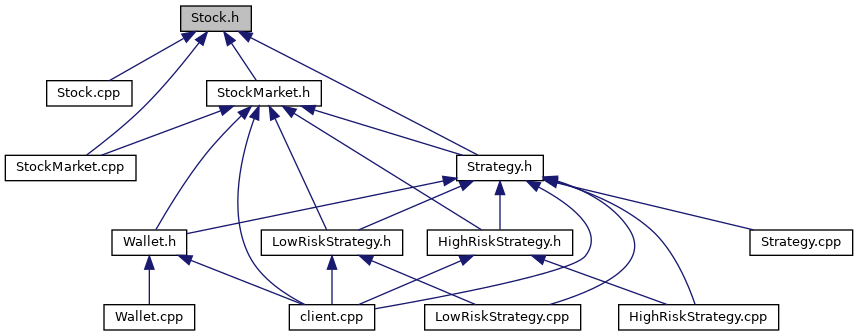 Stock.h
Stock.cpp
StockMarket.h
StockMarket.cpp
Strategy.h
Wallet.h
LowRiskStrategy.h
HighRiskStrategy.h
Strategy.cpp
Wallet.cpp
client.cpp
LowRiskStrategy.cpp
HighRiskStrategy.cpp